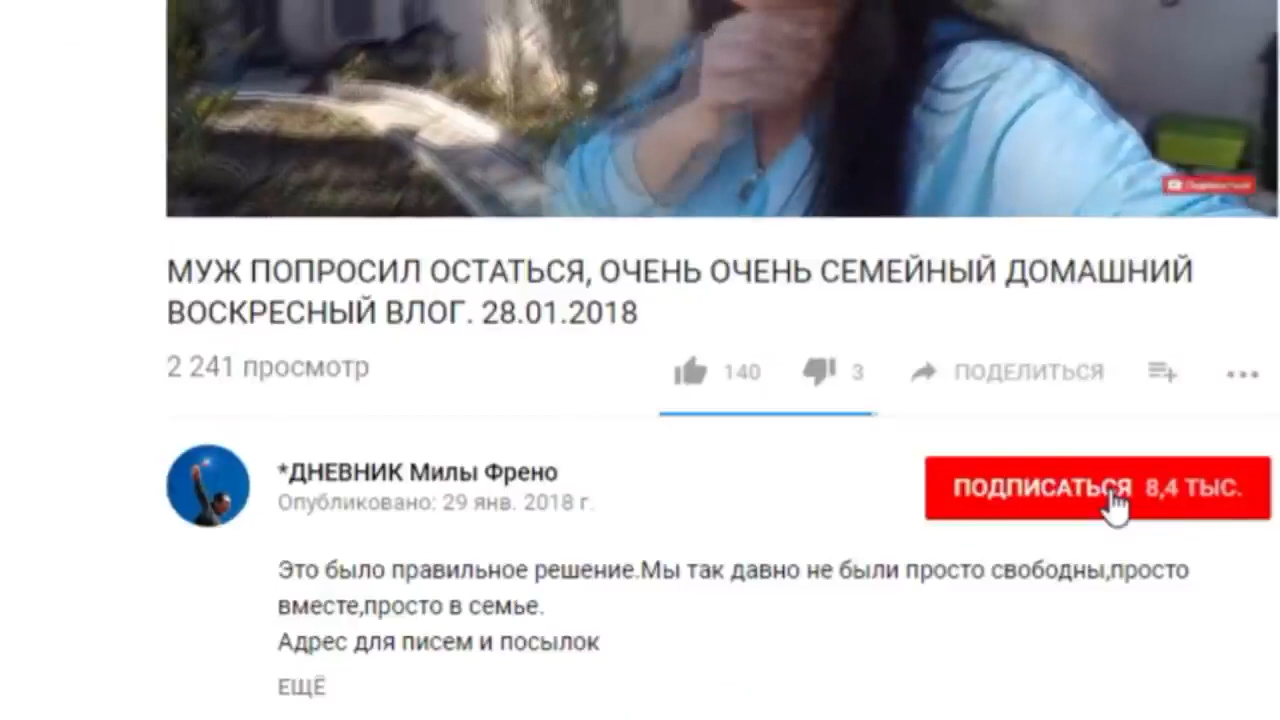 МУЖ ПОПРОСИЛ ОСТАТЬСЯ, ОЧЕНЬ ОЧЕНЬ СЕМЕЙНЫЙ ДОМАШНИЙ
ВОСКРЕСНЫЙ ВЛОГ. 28.01.2018
2 241 просмотр
140
3
ПОДЕЛИТЬСЯ
*ДНЕВНИК Милы Френо
Опубликовано: 29 янв. 2018 г.
ПОДПИСАТЬСЯ 8,4 ТЫС.
Это было правильное решение.Мы так давно не были просто свободны,просто
вместе,просто в семье.
Адрес для писем и посылок
ЕЩЁ